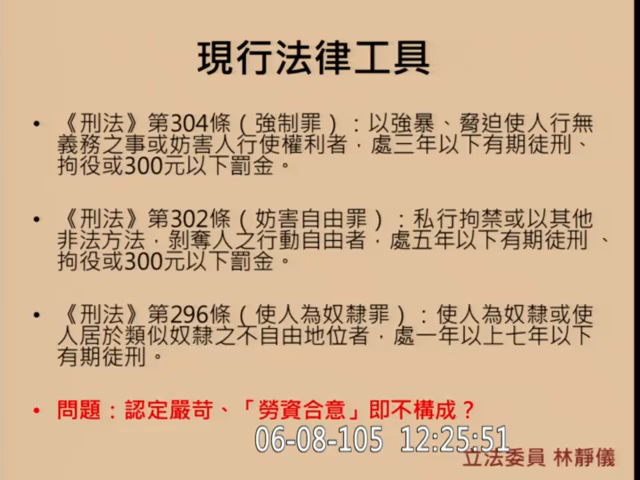 現行法律工具
• 《刑法》第304條（強制罪）：以強暴、脅迫使人行無
義務之事或妨害人行使權利者，處三年以下有期徒刑、
拘役或300元以下罰金。
• 《刑法》第302條（妨害自由罪）：私行拘禁或以其他
非法方法，剝奪人之行動自由者，處五年以下有期徒刑、
拘役或300元以下罰金。
• 《刑法》第296條（使人為奴隸罪）：使人為奴隸或使
人居於類似奴隸之不自由地位者，處一年以上七年以下
有期徒刑。
• 問題：認定嚴苛、「勞資合意」即不構成？
06-08-105 12:25:51
立法委員 林靜儀